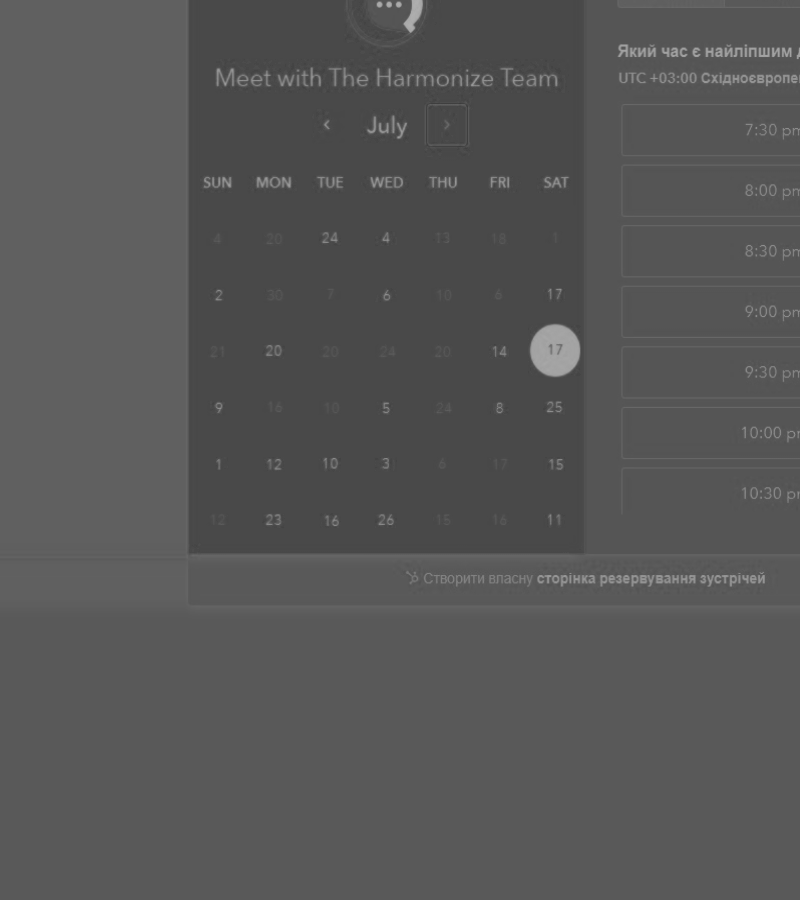 Meet with The Harmonize Team
July
SUN MON TUE WED THU FRI SAT
4 20 24 4 13 18 1
2 30 7 6 10 6 17
21 20 20 24 20 14 17
9 16 10 5 24 8 25
1 12 10 3 6 17 15
12 23 16 26 15 16 11
Який час є найліпшим
UTC +03:00 Східноєвропе
7:30 pm
8:00 pm
8:30 pm
9:00 pm
9:30 pm
10:00 pm
10:30 pm
Створити власну сторінка резервування зустрічей